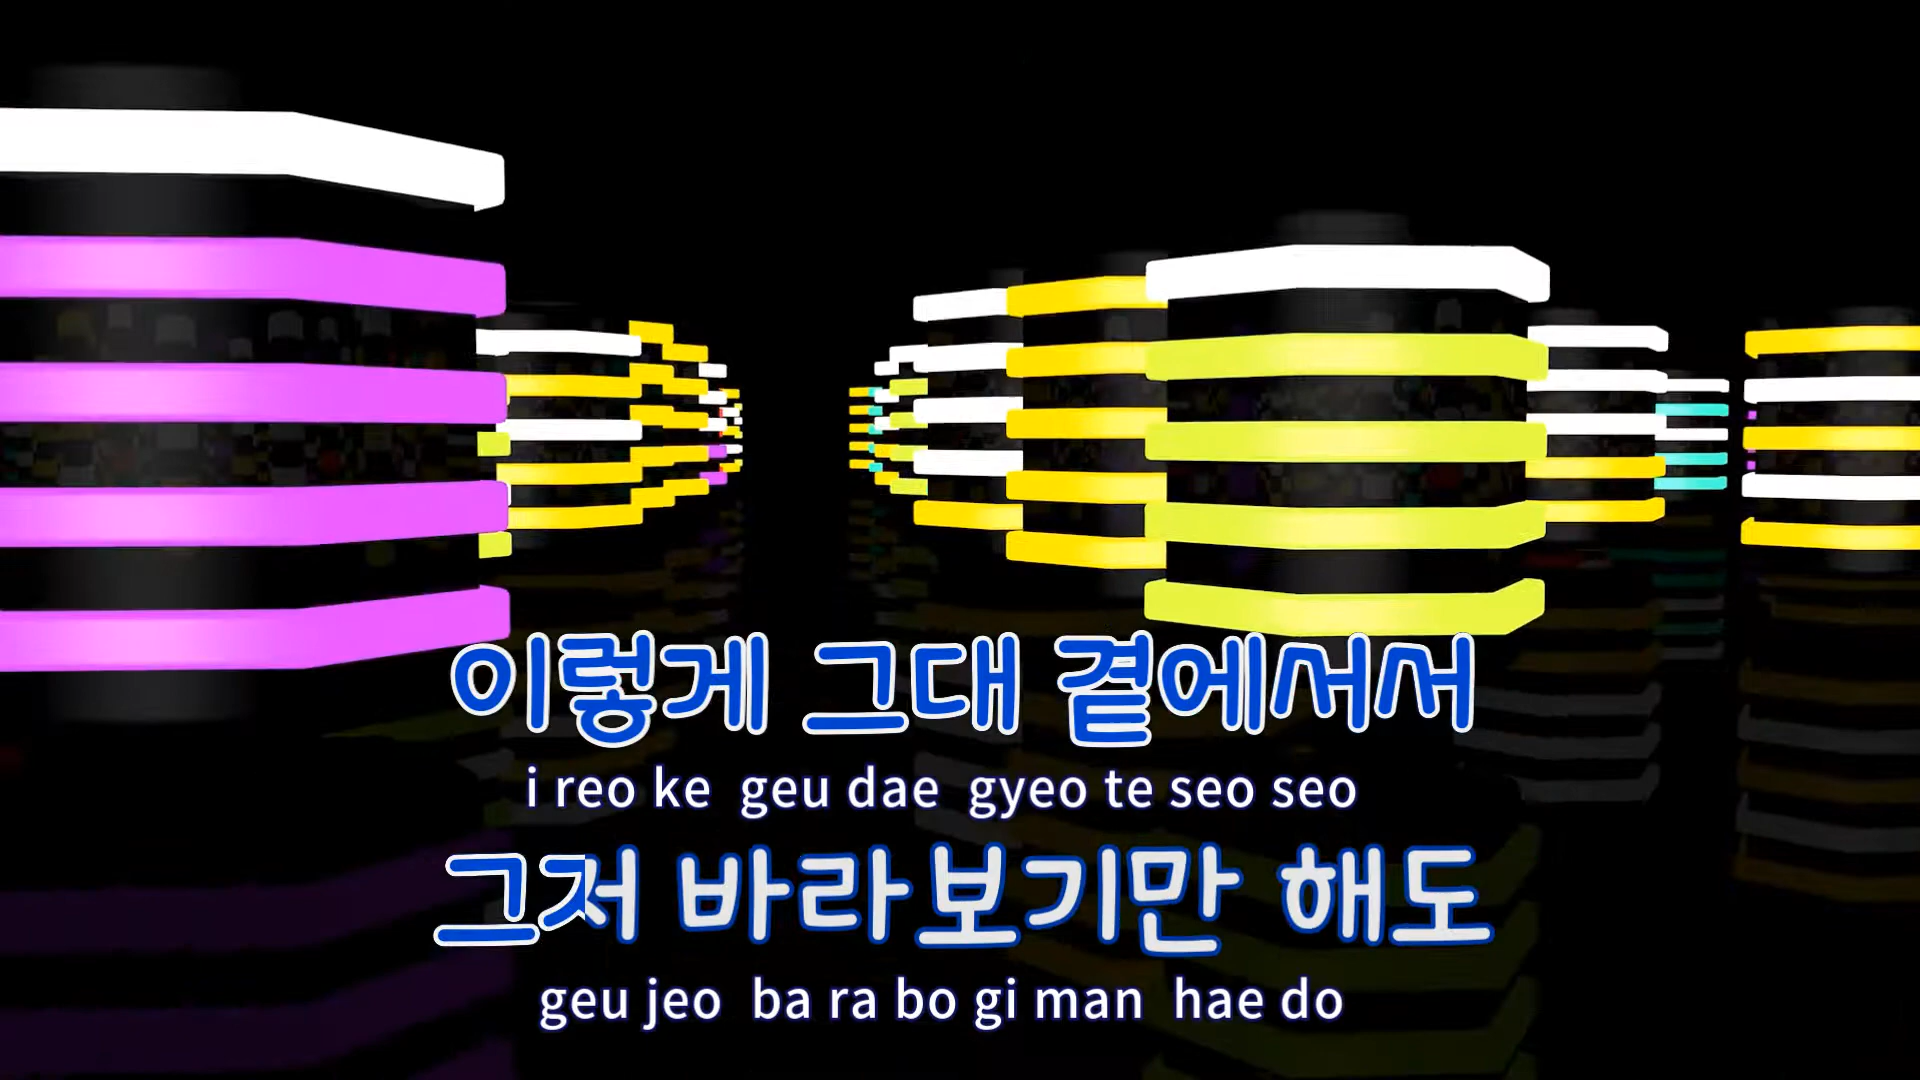 이렇게 그대 곁에서서
i reo ke geu dae gyeo te seo seo
그저 바라보기만 해도
geu jeo ba ra bo gi man hae do